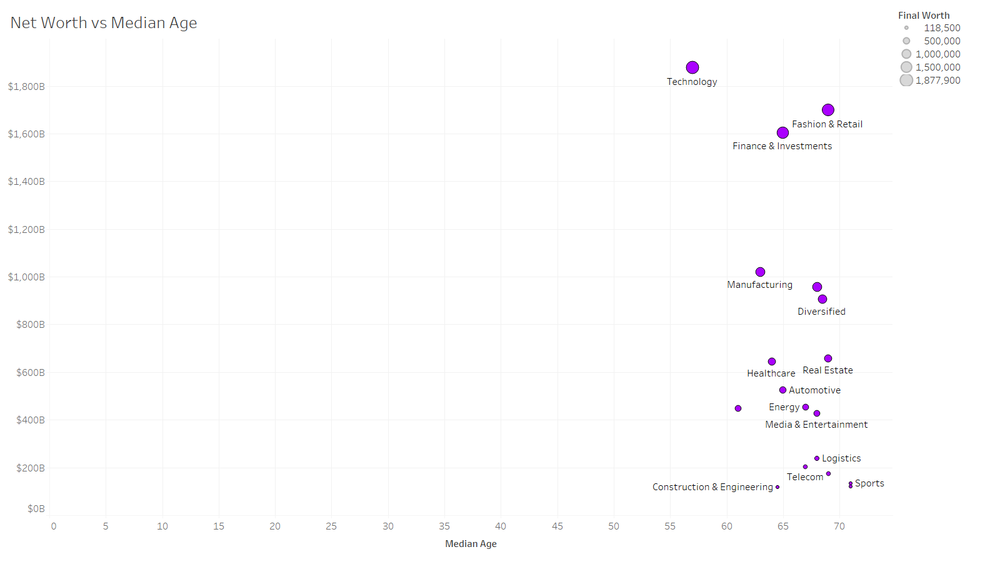 Net Worth vs Median Age
Final Worth
118,500
500,000
1,000,000
1,500,000
1,877,900
$1,800B
$1,600B
$1,400B
$1,200B
$1,000B
$800B
$600B
$400B
$200B
$0B
Technology
Fashion & Retail
Finance & Investments
Manufacturing
Diversified
Healthcare
Real Estate
Automotive
Energy
Media & Entertainment
Logistics
Telecom
Sports
Construction & Engineering
0 5 10 15 20 25 30 35 40 45 50 55 60 65 70
Median Age